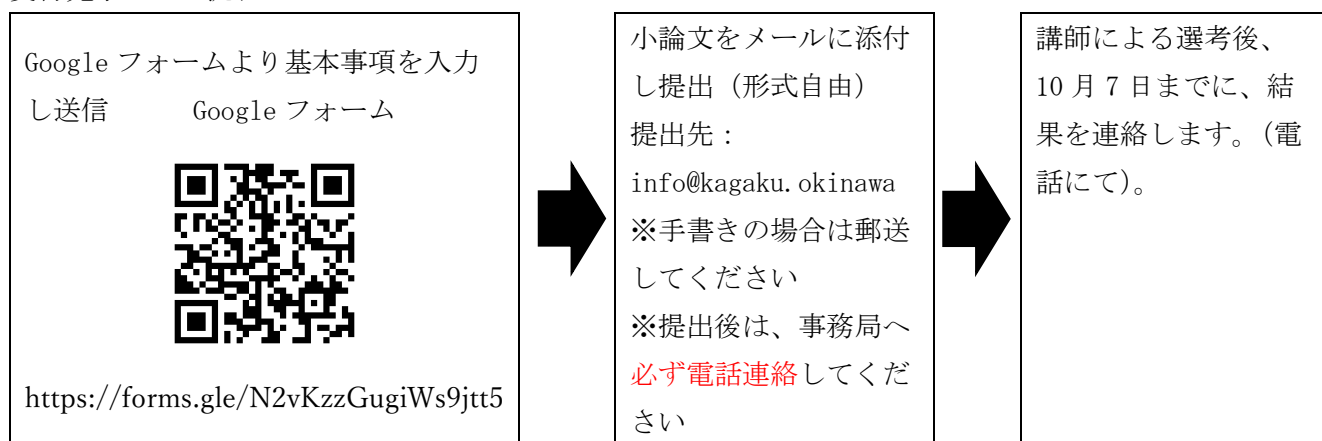 Google フォームより基本事項を入力
し送信 Google フォーム
https://forms.gle/N2vKzzGugiWs9jtt5
小論文をメールに添付
し提出（形式自由）
提出先：
info@kagaku.okinawa
※手書きの場合は郵送
してください
※提出後は、事務局へ
必ず電話連絡してくだ
さい
講師による選考後、
10 月 7 日までに、結
果を連絡します。（電
話にて）。